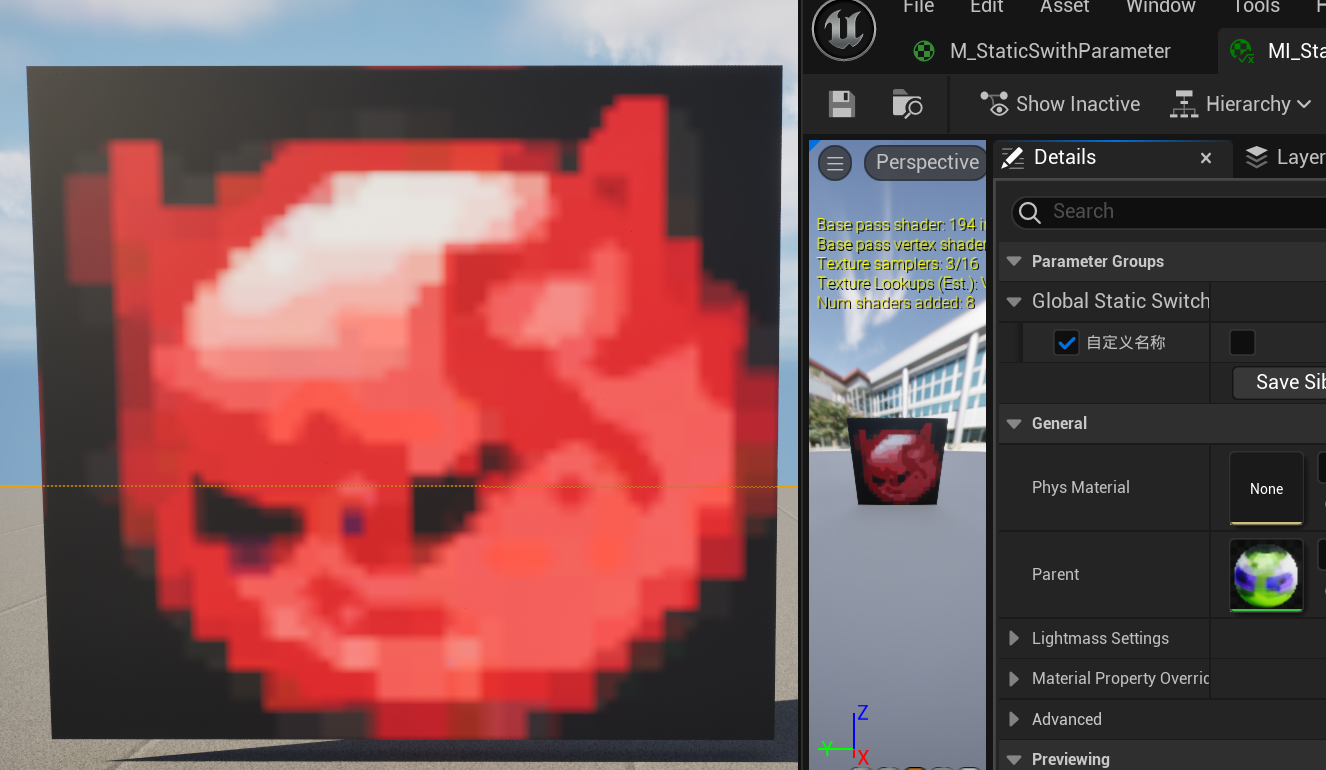 File Edit Asset Window Tools
M_StaticSwithParameter MI_Sta
Show Inactive Hierarchy
Perspective
Details
Layer
Search
Base pass shader: 194 i
Base pass vertex shader
Texture samplers: 3/16
Texture Lookups (Est.):
Num shaders added: 8
Parameter Groups
Global Static Switch
自定义名称
Save Sib
General
Phys Material
None
Parent
Lightmass Settings
Material Property Overric
Advanced
Previewing
Z
Y
X